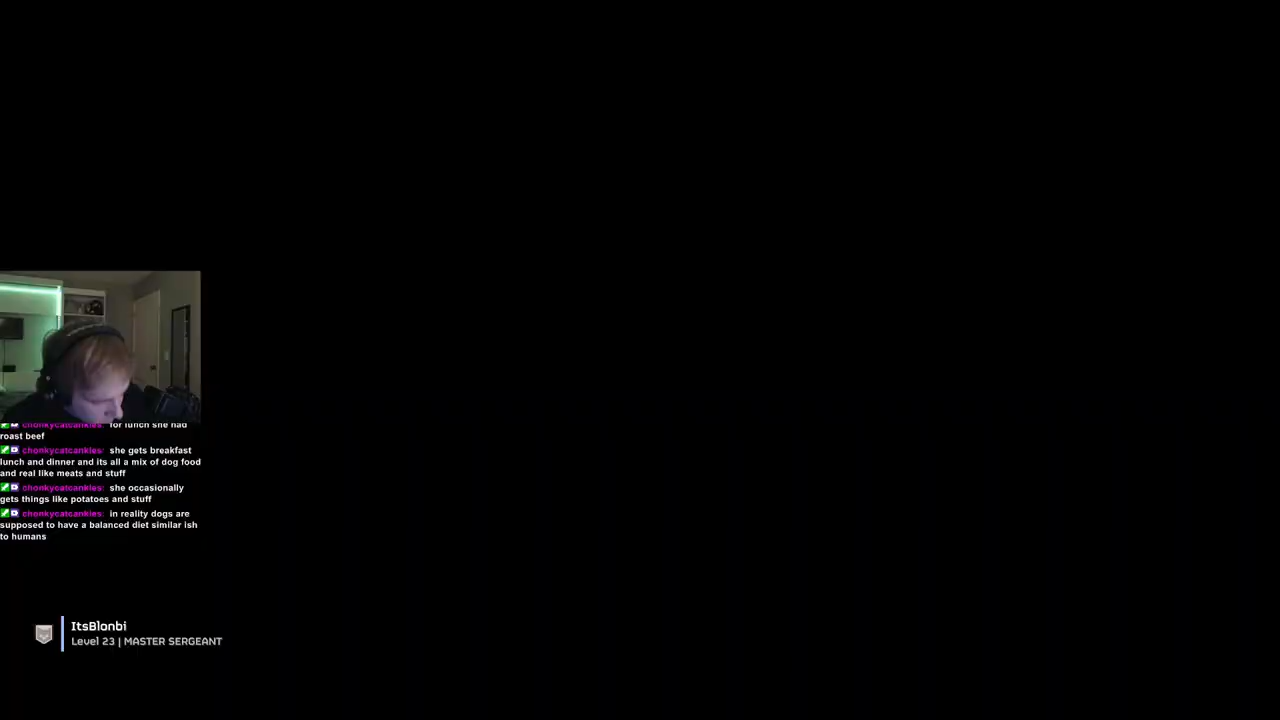 chonkycatcankles: for lunch she had
roast beef
chonkycatcankles: she gets breakfast
lunch and dinner and its all a mix of dog food
and real like meats and stuff
chonkycatcankles: she occasionally
gets things like potatoes and stuff
chonkycatcankles: in reality dogs are
supposed to have a balanced diet similar ish
to humans
ItsBlonbi
Level 23 | MASTER SERGEANT